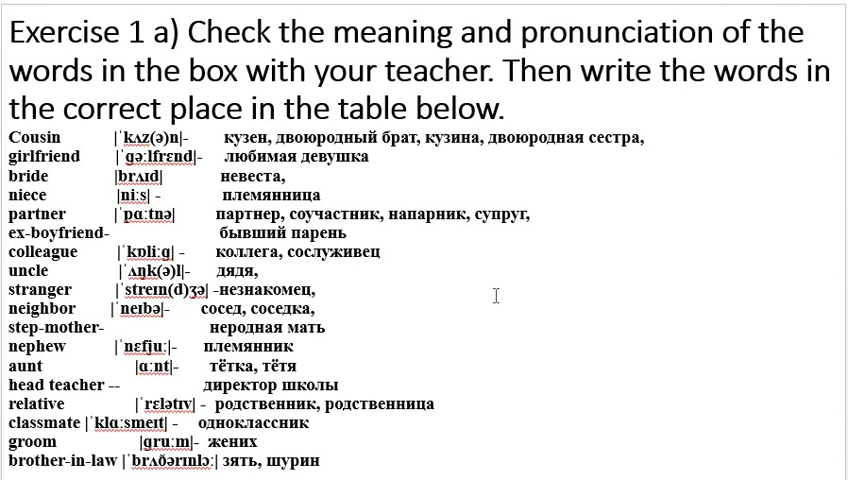 Exercise 1 a) Check the meaning and pronunciation of the
words in the box with your teacher. Then write the words in
the correct place in the table below.
Cousin |ˈkʌz(ə)n|- кузен, двоюродный брат, кузина, двоюродная сестра,
girlfriend |ˈɡəːlfrɛnd|- любимая девушка
bride |brʌɪd| невеста,
niece |niːs| - племянница
partner |ˈpɑːtnə| партнер, соучастник, напарник, супруг,
ex-boyfriend- бывший парень
colleague |ˈkɒliːɡ| - коллега, сослуживец
uncle |ˈʌŋk(ə)l|- дядя,
stranger |ˈstreɪn(d)ʒə| -незнакомец,
neighbor |ˈneɪbə|- сосед, соседка,
step-mother- неродная мать
nephew |ˈnɛfjuː|- племянник
aunt |ɑːnt|- тётка, тётя
head teacher -- директор школы
relative |ˈrɛlətɪv| - родственник, родственница
classmate |ˈklɑːsmeɪt| - одноклассник
groom |ɡruːm|- жених
brother-in-law |ˈbrʌðərɪnlɔː| зять, шурин